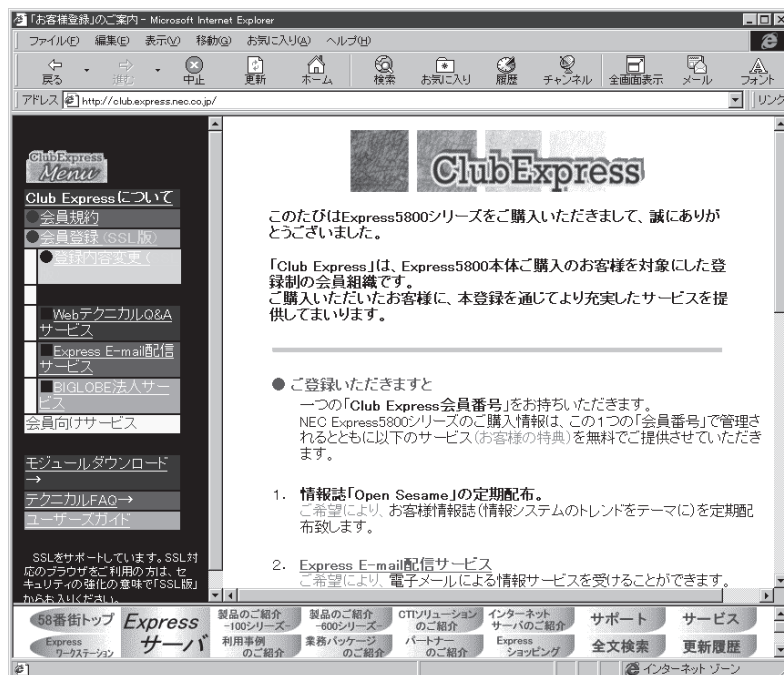 「お客様登録」のご案内 - Microsoft Internet Explorer
ファイル(F) 編集(E) 表示(V) 移動(G) お気に入り(A) ヘルプ(H)
戻る 進む 中止 更新 ホーム 検索 お気に入り 履歴 チャンネル 全画面表示 メール フォント
アドレス http://club.express.nec.co.jp/ リンク
ClubExpress
Menu
Club Expressについて
●会員規約
●会員登録(SSL版)
●登録内容変更(
■WebテクニカルQ&A
サービス
■Express E-mail配信
サービス
■BIGLOBE法人サー
ビス
会員向けサービス
モジュールダウンロード
→
テクニカルFAQ→
ユーザーズガイド
SSLをサポートしています。SSL対
応のブラウザをご利用の方は、セ
キュリティの強化の意味で「SSL版」
からお入りください。
ClubExpress
このたびはExpress5800シリーズをご購入いただきまして、誠にありが
とうございました。
「Club Express」は、Express5800本体ご購入のお客様を対象にした登
録制の会員組織です。
ご購入いただいたお客様に、本登録を通じてより充実したサービスを提
供してまいります。
● ご登録いただきますと
一つの「Club Express会員番号」をお持ちいただきます。
NEC Express5800シリーズのご購入情報は、この1つの「会員番号」で管理さ
れるとともに以下のサービス(お客様の特典)を無料でご提供させていただき
ます。
1. 情報誌「Open Sesame」の定期配布。
ご希望により、お客様情報誌(情報システムのトレンドをテーマに)を定期配
布致します。
2. Express E-mail配信サービス
ご希望により、電子メールによる情報サービスを受けることができます。
58番街トップ
Express
ワークステーション
Express
サーバ
製品のご紹介
-100シリーズ-
製品のご紹介
-600シリーズ-
CTIソリューション
のご紹介
インターネット
サーバのご紹介
サポート
サービス
利用事例
のご紹介
業務パッケージ
のご紹介
パートナー
のご紹介
Express
ショッピング
全文検索
更新履歴
インターネット ゾーン